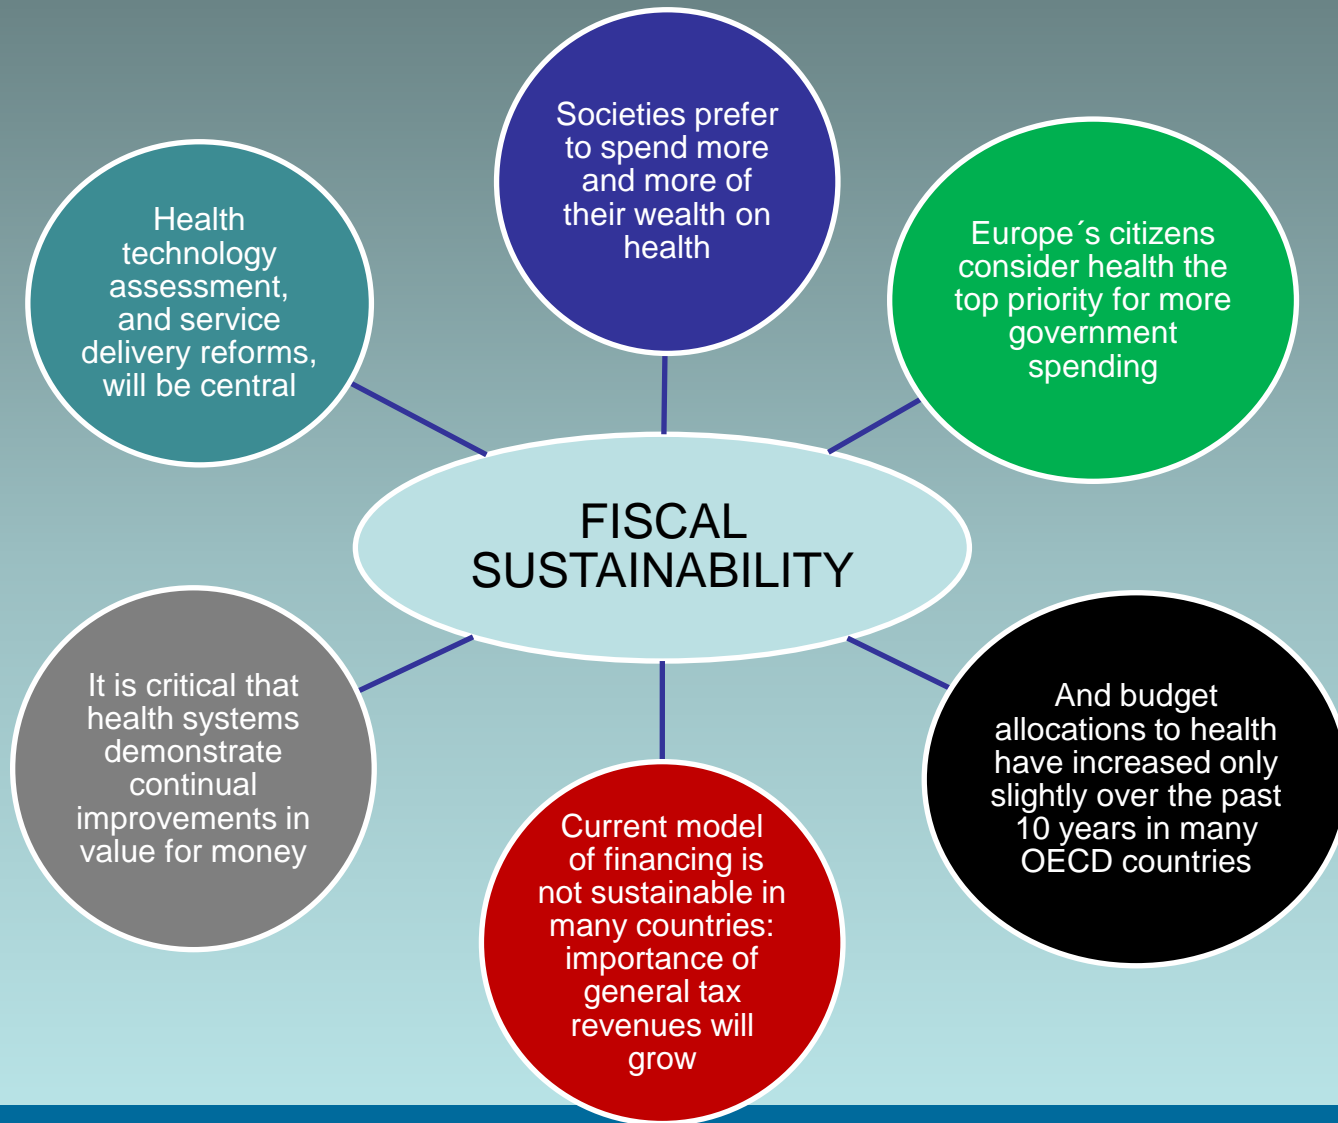 Societies prefer
to spend more
and more of
their wealth on
health
Europe´s citizens
consider health the
top priority for more
government
spending
And budget
allocations to health
have increased only
slightly over the past
10 years in many
OECD countries
Current model
of financing is
not sustainable in
many countries:
importance of
general tax
revenues will
grow
It is critical that
health systems
demonstrate
continual
improvements in
value for money
Health
technology
assessment,
and service
delivery reforms,
will be central
FISCAL
SUSTAINABILITY